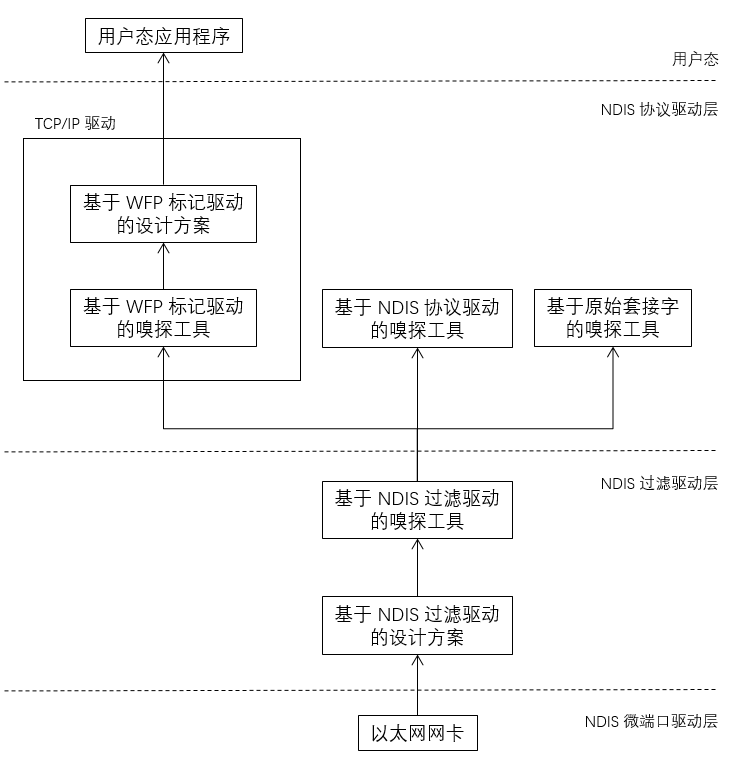 用户态应用程序
用户态
NDIS 协议驱动层
TCP/IP 驱动
基于 WFP 标记驱动
的设计方案
基于 WFP 标记驱动
的嗅探工具
基于 NDIS 协议驱动
的嗅探工具
基于原始套接字
的嗅探工具
NDIS 过滤驱动层
基于 NDIS 过滤驱动
的嗅探工具
基于 NDIS 过滤驱动
的设计方案
NDIS 微端口驱动层
以太网网卡